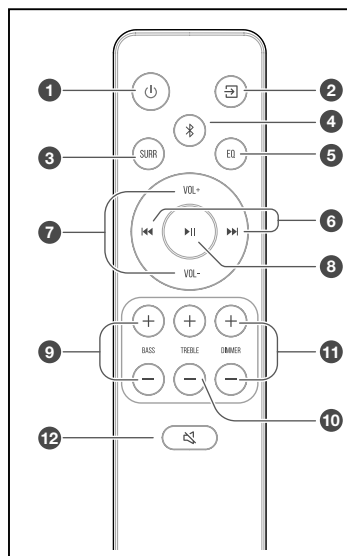 1
2
4
3
SURR
EQ
5
VOL+
6
7
8
VOL-
9
BASS
TREBLE
DIMMER
11
10
12